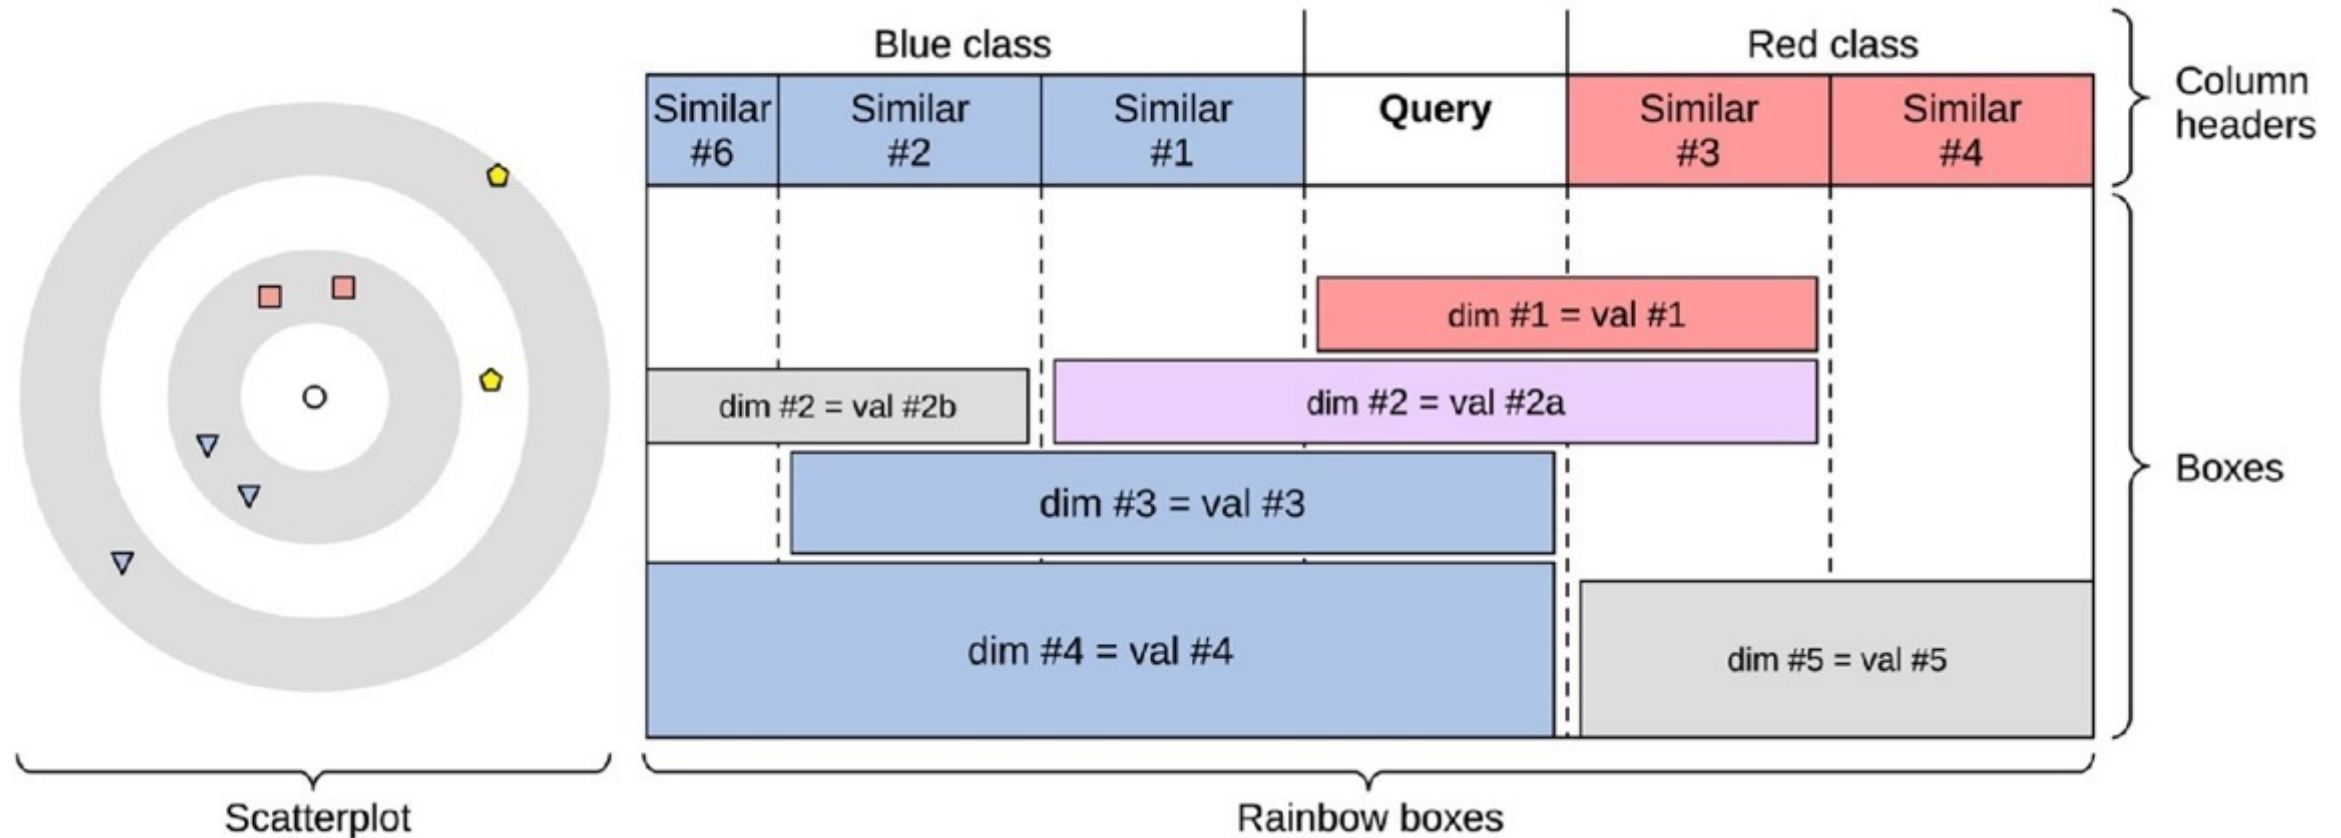 Blue class
Red class
Similar
#6
Similar
#2
Similar
#1
Query
Similar
#3
Similar
#4
Column
headers
dim #1 = val #1
dim #2 = val #2b
dim #2 = val #2a
dim #3 = val #3
dim #4 = val #4
dim #5 = val #5
Boxes
Scatterplot
Rainbow boxes